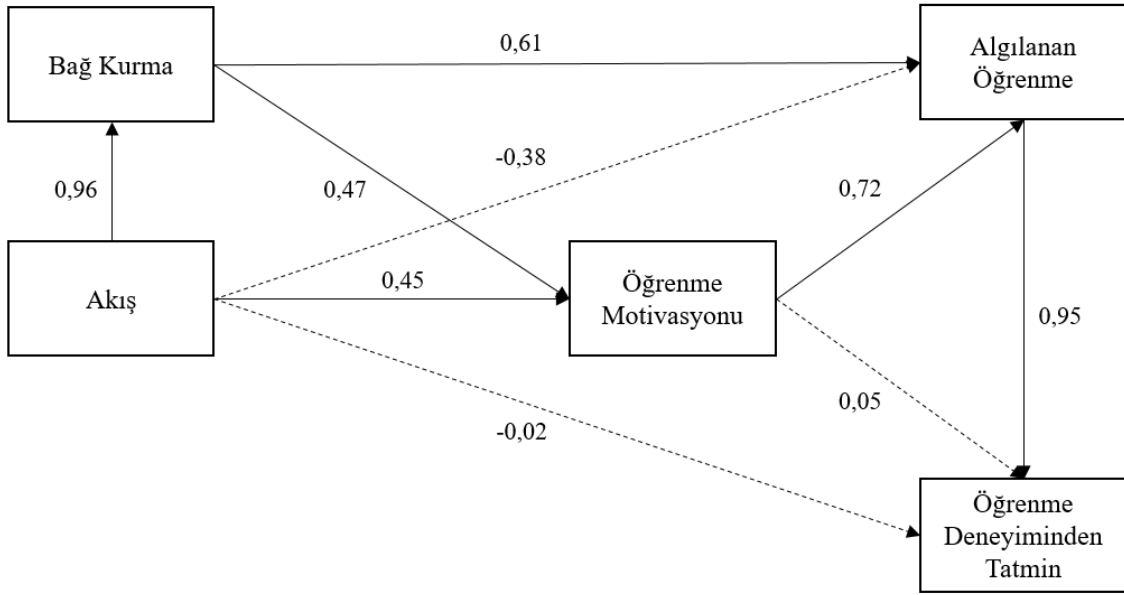 Bağ Kurma
0,61
Algılanan
Öğrenme
-0,38
0,96
0,47
0,72
Akış
0,45
Öğrenme
Motivasyonu
0,95
0,05
-0,02
Öğrenme
Deneyiminden
Tatmin